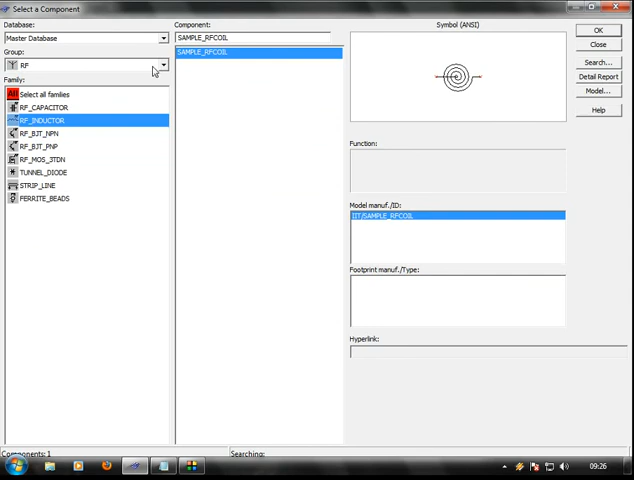 Select a Component
Database:
Master Database
Group:
RF
Family:
All Select all families
RF_CAPACITOR
RF_INDUCTOR
RF_BJT_NPN
RF_BJT_PNP
RF_MOS_3TDN
TUNNEL_DIODE
STRIP_LINE
FERRITE_BEADS
Component:
SAMPLE_RFCOIL
SAMPLE_RFCOIL
Symbol (ANSI)
Function:
Model manuf./ID:
IIT/SAMPLE_RFCOIL
Footprint manuf./Type:
Hyperlink:
OK
Close
Search...
Detail Report
Model...
Help
Components: 1
Searching:
09:26